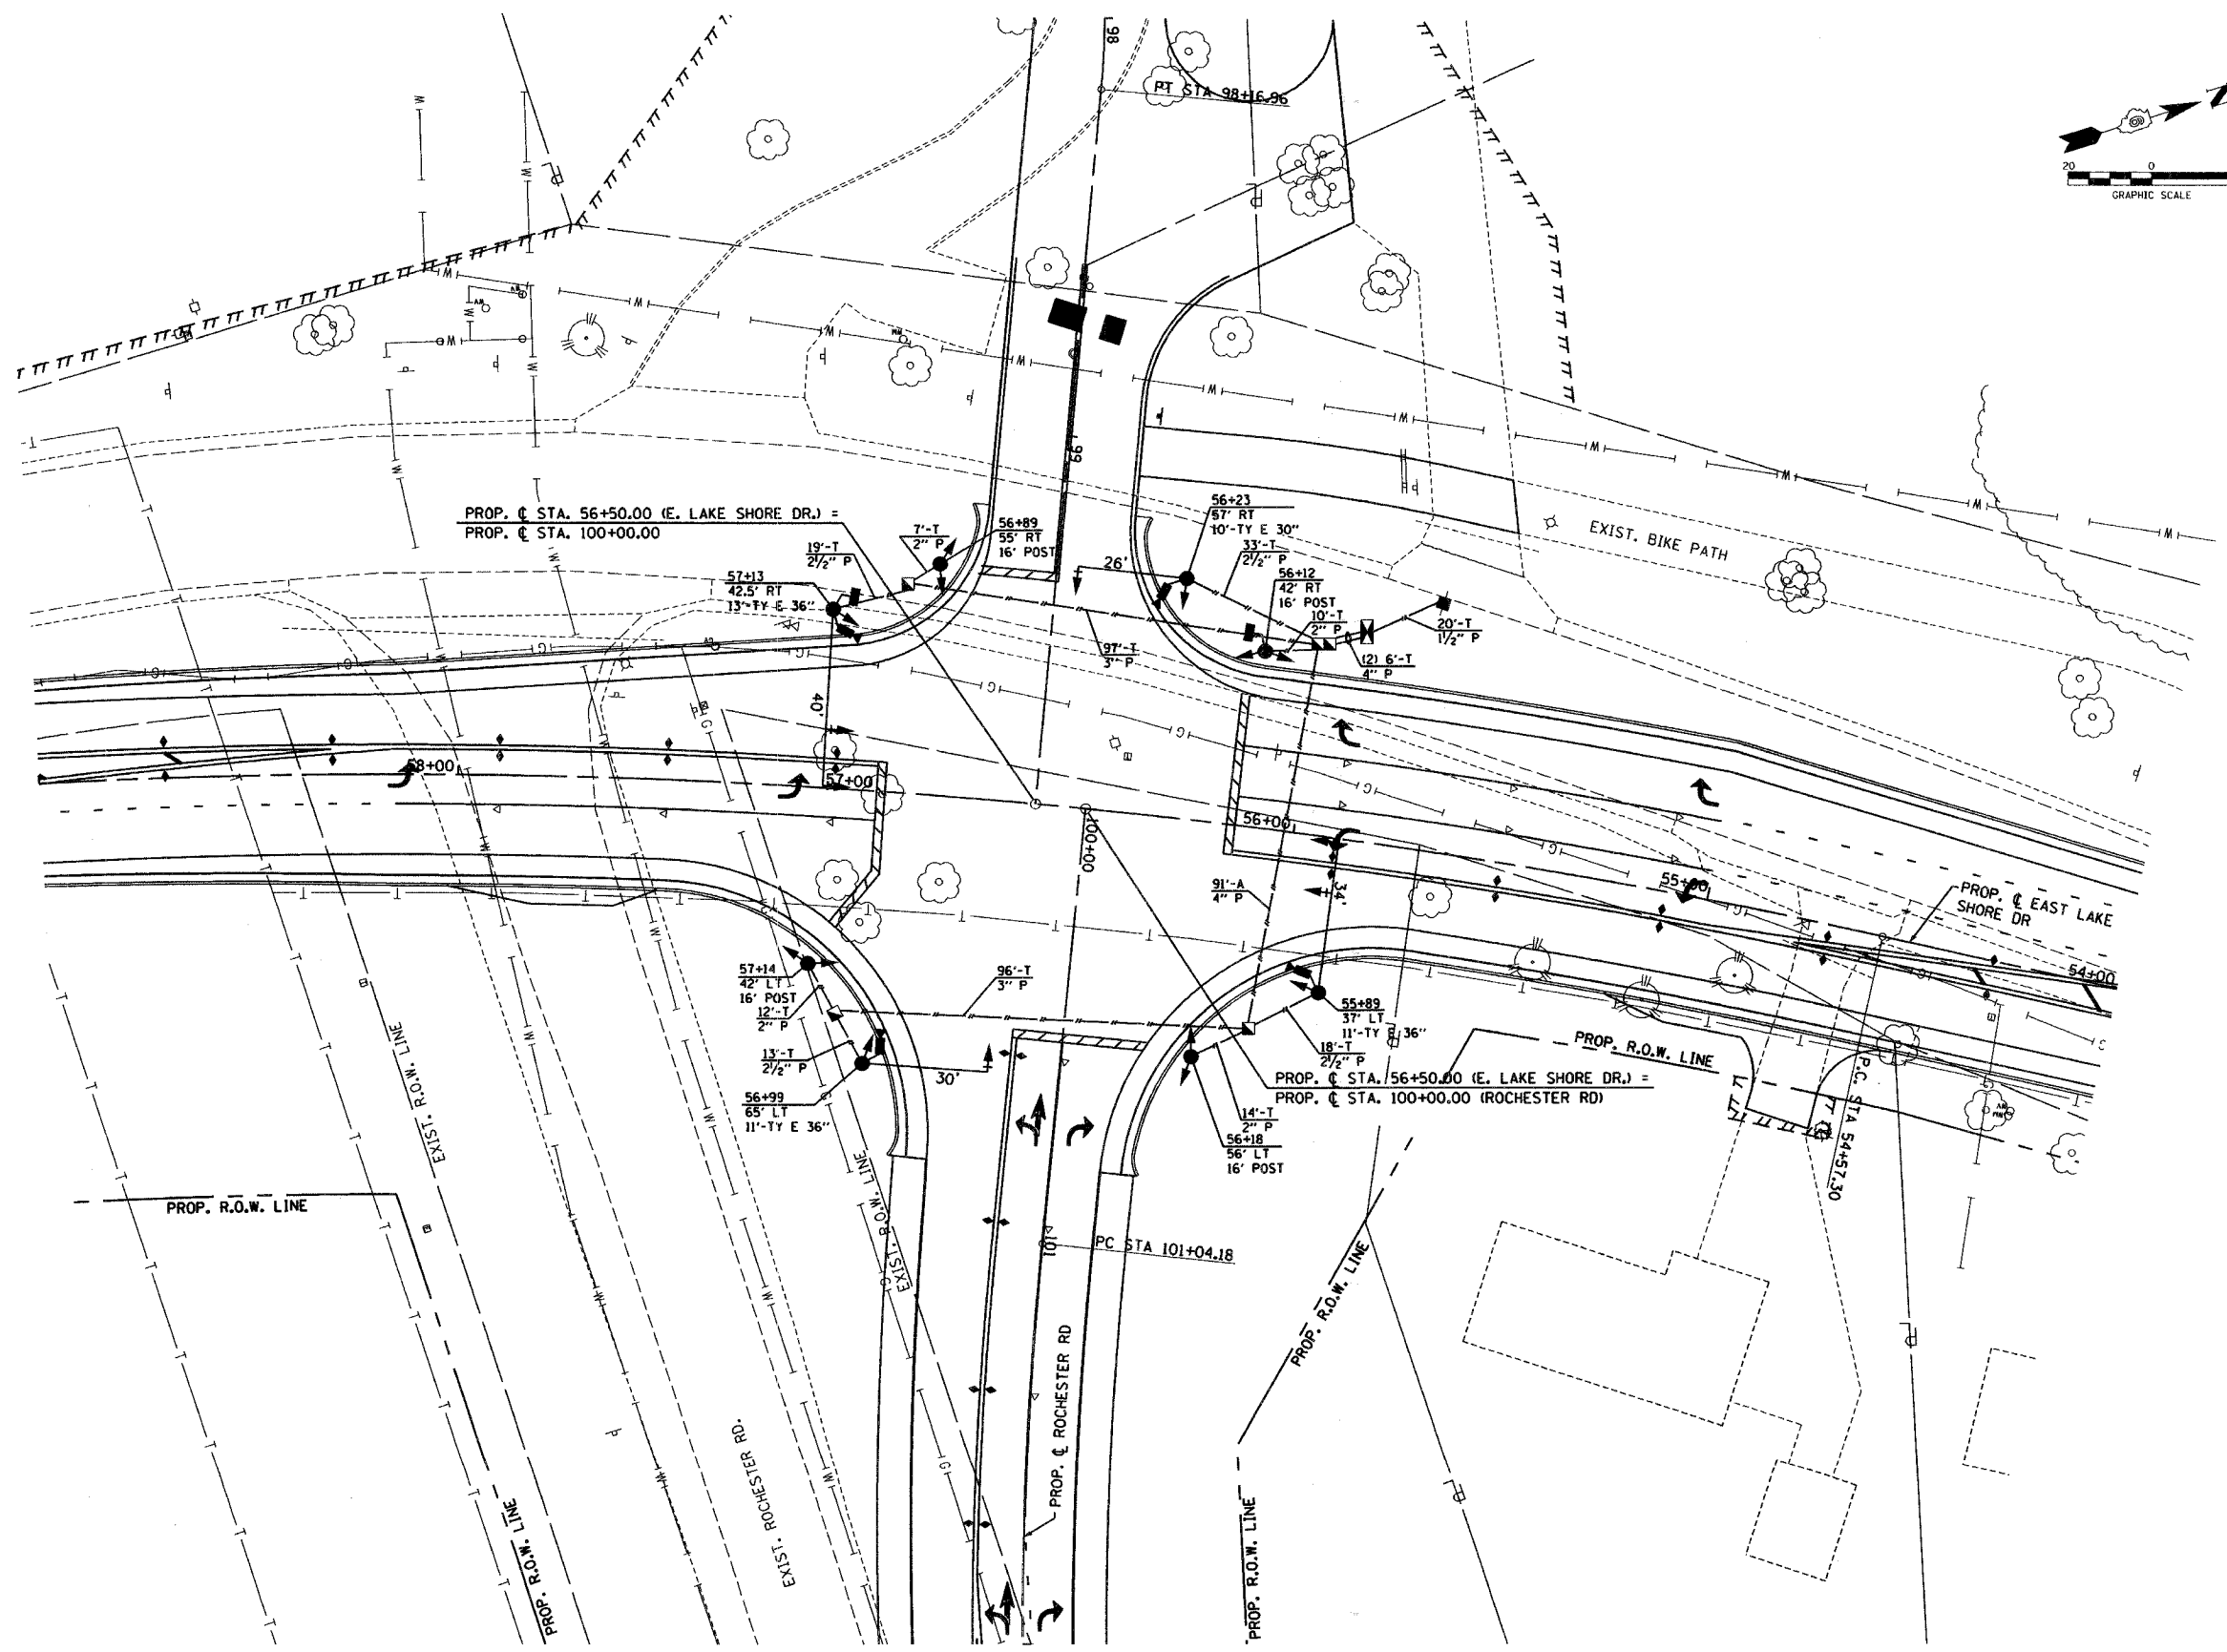 98
PT STA 98+16.96
N
20 0
GRAPHIC SCALE
99
PROP. ℄ STA. 56+50.00 (E. LAKE SHORE DR.) =
PROP. ℄ STA. 100+00.00
7'-T
2" P
56+89
55' RT
16' POST
19'-T
2½" P
57+13
42.5' RT
13'-TY E 36"
26'
56+23
57' RT
10'-TY E 30"
33'-T
2½" P
56+12
42' RT
16' POST
10'-T
2" P
20'-T
1½" P
(2) 6'-T
4" P
97'-T
3" P
EXIST. BIKE PATH
40'
58+00
57+00
56+00
55+00
54+00
100+00
34'
91'-A
4" P
PROP. ℄ EAST LAKE
SHORE DR
57+14
42' LT
16' POST
12'-T
2" P
13'-T
2½" P
56+99
65' LT
11'-TY E 36"
96'-T
3" P
30'
55+89
37' LT
11'-TY E 36"
18'-T
2½" P
PROP. ℄ STA. 56+50.00 (E. LAKE SHORE DR.) =
PROP. ℄ STA. 100+00.00 (ROCHESTER RD)
14'-T
2" P
56+18
56' LT
16' POST
PROP. R.O.W. LINE
P.C. STA 54+57.30
EXIST. R.O.W. LINE
EXIST. R.O.W. LINE
EXIST. R.O.W. LINE
PROP. R.O.W. LINE
101
PC STA 101+04.18
PROP. R.O.W. LINE
PROP. ℄ ROCHESTER RD
EXIST. ROCHESTER RD.
PROP. R.O.W. LINE
PROP. R.O.W. LINE